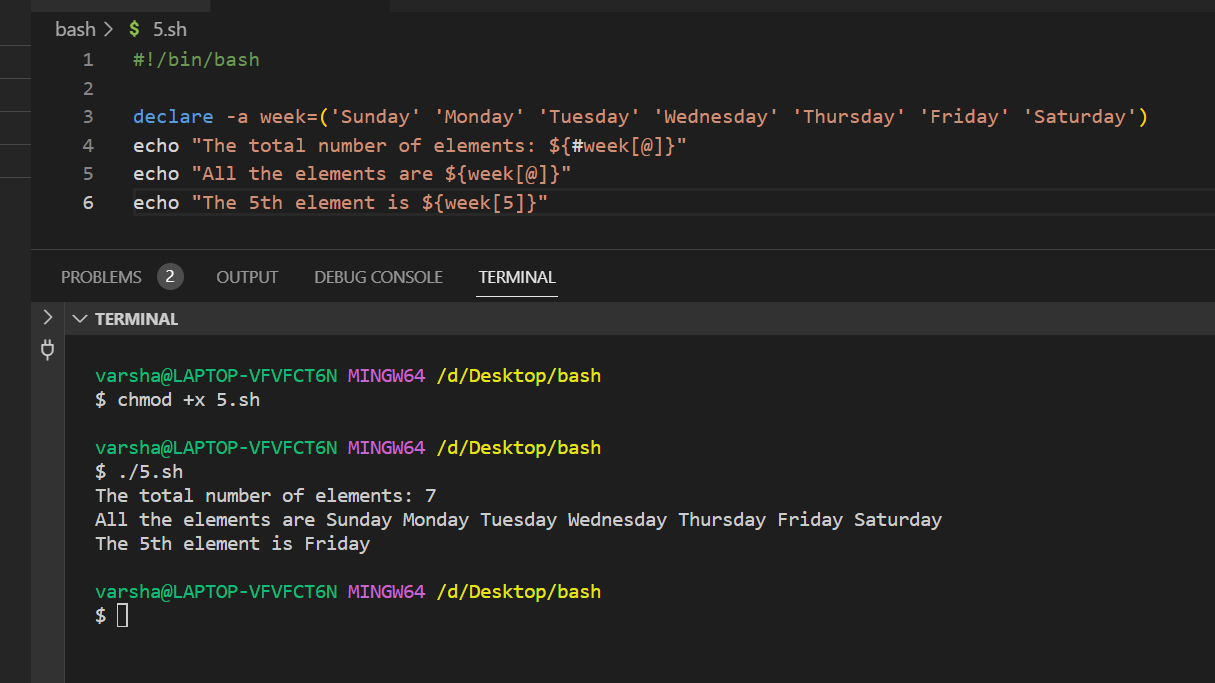 bash > $ 5.sh
1 #!/bin/bash
2
3 declare -a week=('Sunday' 'Monday' 'Tuesday' 'Wednesday' 'Thursday' 'Friday' 'Saturday')
4 echo "The total number of elements: ${#week[@]}"
5 echo "All the elements are ${week[@]}"
6 echo "The 5th element is ${week[5]}"
PROBLEMS 2 OUTPUT DEBUG CONSOLE TERMINAL
TERMINAL
varsha@LAPTOP-VFVFCT6N MINGW64 /d/Desktop/bash
$ chmod +x 5.sh
varsha@LAPTOP-VFVFCT6N MINGW64 /d/Desktop/bash
$ ./5.sh
The total number of elements: 7
All the elements are Sunday Monday Tuesday Wednesday Thursday Friday Saturday
The 5th element is Friday
varsha@LAPTOP-VFVFCT6N MINGW64 /d/Desktop/bash
$